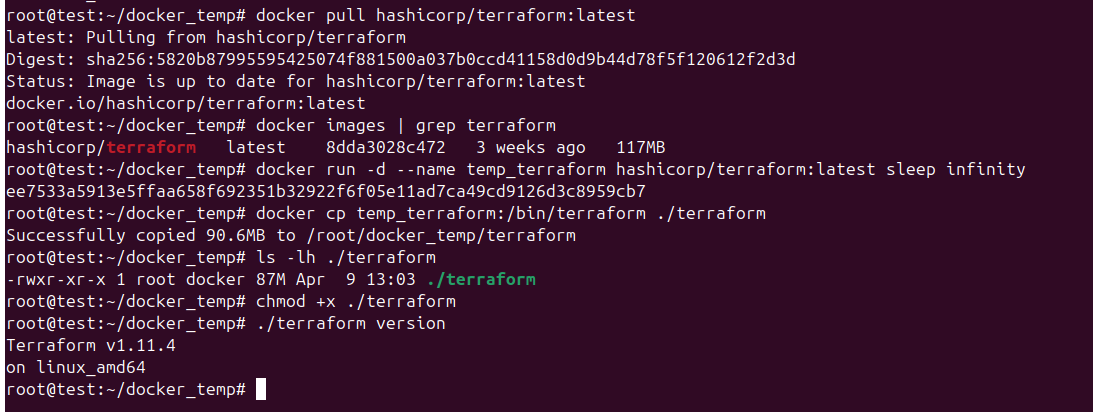 root@test:~/docker_temp# docker pull hashicorp/terraform:latest
latest: Pulling from hashicorp/terraform
Digest: sha256:5820b87995595425074f881500a037b0ccd41158d0d9b44d78f5f120612f2d3d
Status: Image is up to date for hashicorp/terraform:latest
docker.io/hashicorp/terraform:latest
root@test:~/docker_temp# docker images | grep terraform
hashicorp/terraform   latest    8dda3028c472   3 weeks ago   117MB
root@test:~/docker_temp# docker run -d --name temp_terraform hashicorp/terraform:latest sleep infinity
ee7533a5913e5ffaa658f692351b32922f6f05e11ad7ca49cd9126d3c8959cb7
root@test:~/docker_temp# docker cp temp_terraform:/bin/terraform ./terraform
Successfully copied 90.6MB to /root/docker_temp/terraform
root@test:~/docker_temp# ls -lh ./terraform
-rwxr-xr-x 1 root docker 87M Apr  9 13:03 ./terraform
root@test:~/docker_temp# chmod +x ./terraform
root@test:~/docker_temp# ./terraform version
Terraform v1.11.4
on linux_amd64
root@test:~/docker_temp#